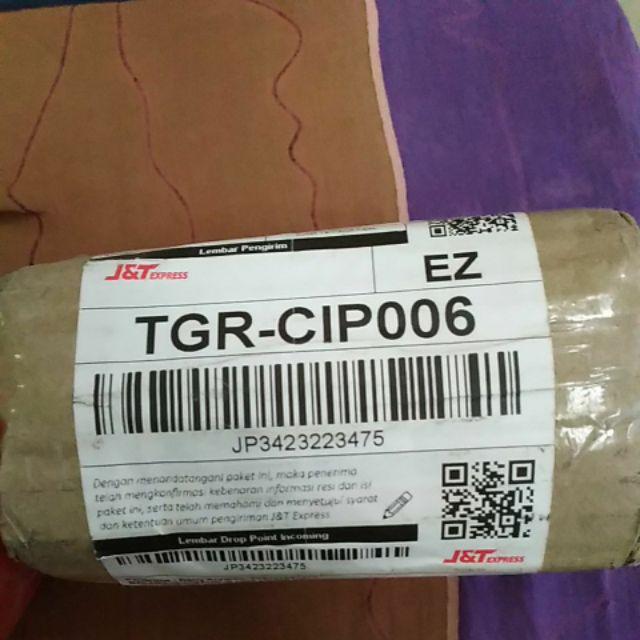 Lembar Pengirim
J&T EXPRESS
EZ
TGR-CIP006
JP3423223475
Dengan menandatangani paket ini, maka penerima
telah mengkonfirmasi kebenaran informasi resi dan isi
paket ini, serta telah memahami dan menyetujui syarat
dan ketentuan umum pengiriman J&T Express
Lembar Drop Point Incoming
J&T EXPRESS
JP3423223475